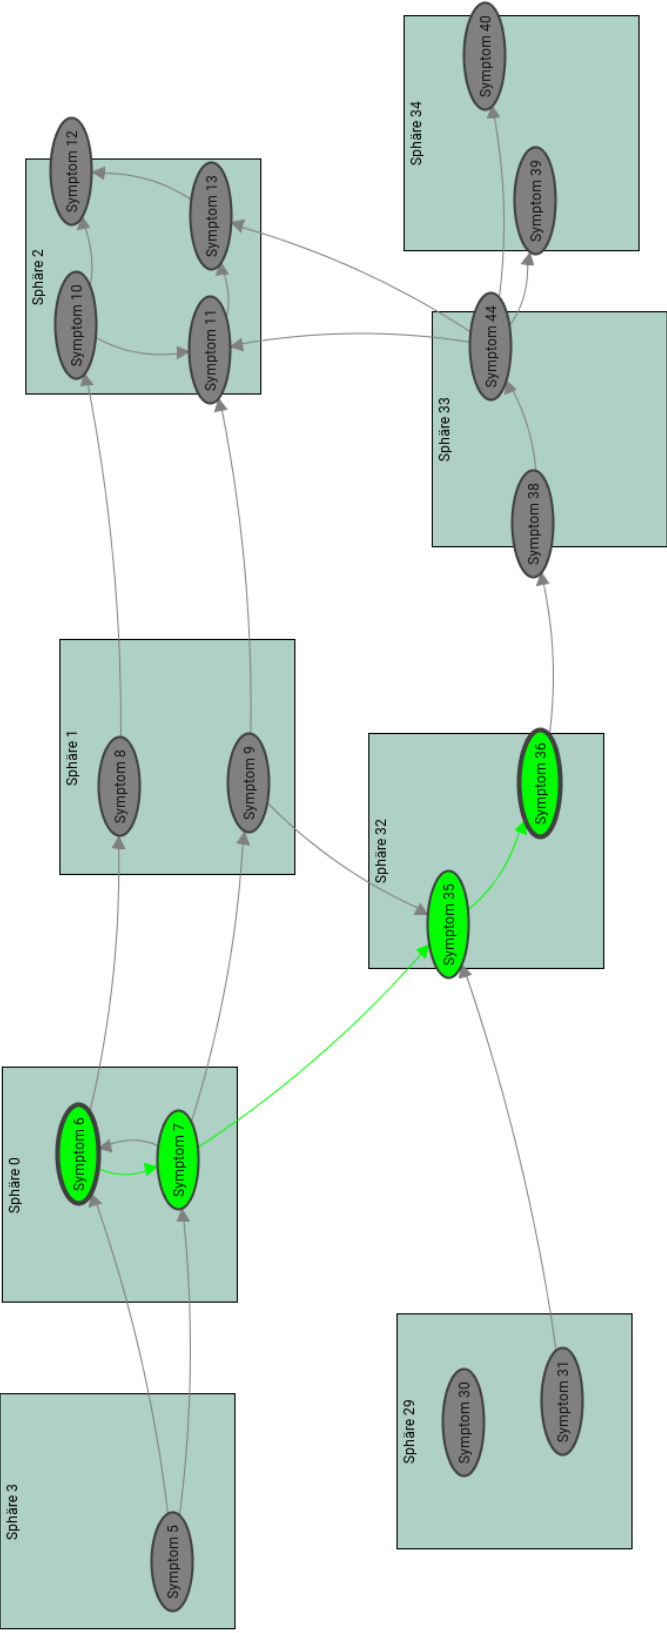 Sphäre 3
Symptom 5
Sphäre 0
Symptom 6
Symptom 7
Sphäre 1
Symptom 8
Symptom 9
Sphäre 2
Symptom 10
Symptom 12
Symptom 11
Symptom 13
Sphäre 29
Symptom 30
Symptom 31
Sphäre 32
Symptom 35
Symptom 36
Sphäre 33
Symptom 38
Symptom 44
Sphäre 34
Symptom 40
Symptom 39